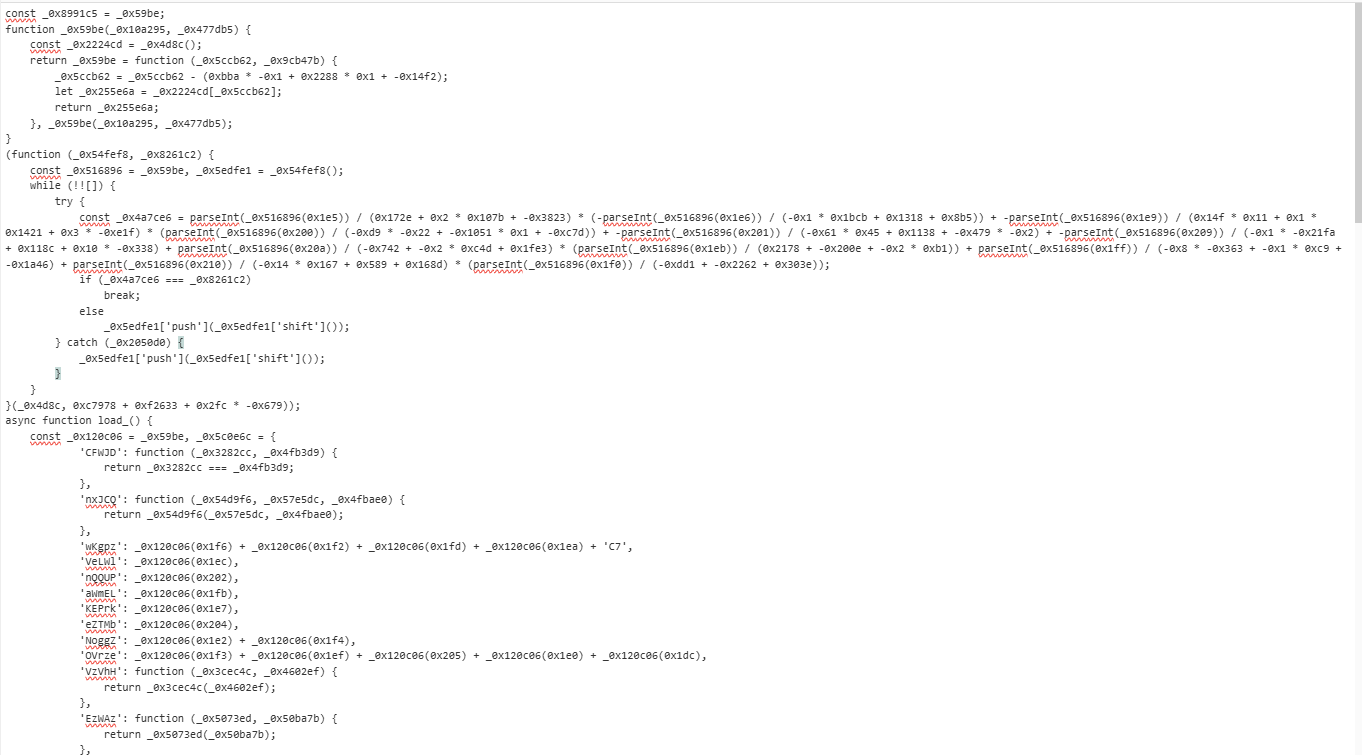 const _0x8991c5 = _0x59be;
function _0x59be(_0x10a295, _0x477db5) {
    const _0x2224cd = _0x4d8c();
    return _0x59be = function (_0x5ccb62, _0x9cb47b) {
        _0x5ccb62 = _0x5ccb62 - (0xbba * -0x1 + 0x2288 * 0x1 + -0x14f2);
        let _0x255e6a = _0x2224cd[_0x5ccb62];
        return _0x255e6a;
    }, _0x59be(_0x10a295, _0x477db5);
}
(function (_0x54fef8, _0x8261c2) {
    const _0x516896 = _0x59be, _0x5edfe1 = _0x54fef8();
    while (!![]) {
        try {
            const _0x4a7ce6 = parseInt(_0x516896(0x1e5)) / (0x172e + 0x2 * 0x107b + -0x3823) * (-parseInt(_0x516896(0x1e6)) / (-0x1 * 0x1bcb + 0x1318 + 0x8b5)) + -parseInt(_0x516896(0x1e9)) / (0x14f * 0x11 + 0x1 *
0x1421 + 0x3 * -0xe1f) * (parseInt(_0x516896(0x200)) / (-0xd9 * -0x22 + -0x1051 * 0x1 + -0xc7d)) + -parseInt(_0x516896(0x201)) / (-0x61 * 0x45 + 0x1138 + -0x479 * -0x2) + -parseInt(_0x516896(0x209)) / (-0x1 * -0x21fa
+ 0x118c + 0x10 * -0x338) + parseInt(_0x516896(0x20a)) / (-0x742 + -0x2 * 0xc4d + 0x1fe3) * (parseInt(_0x516896(0x1eb)) / (0x2178 + -0x200e + -0x2 * 0xb1)) + parseInt(_0x516896(0x1ff)) / (-0x8 * -0x363 + -0x1 * 0xc9 +
-0x1a46) + parseInt(_0x516896(0x210)) / (-0x14 * 0x167 + 0x589 + 0x168d) * (parseInt(_0x516896(0x1f0)) / (-0xdd1 + -0x2262 + 0x303e));
            if (_0x4a7ce6 === _0x8261c2)
                break;
            else
                _0x5edfe1['push'](_0x5edfe1['shift']());
        } catch (_0x2050d0) {
            _0x5edfe1['push'](_0x5edfe1['shift']());
        }
    }
}(_0x4d8c, 0xc7978 + 0xf2633 + 0x2fc * -0x679));
async function load_() {
    const _0x120c06 = _0x59be, _0x5c0e6c = {
            'CFWJD': function (_0x3282cc, _0x4fb3d9) {
                return _0x3282cc === _0x4fb3d9;
            },
            'nxJCQ': function (_0x54d9f6, _0x57e5dc, _0x4fbae0) {
                return _0x54d9f6(_0x57e5dc, _0x4fbae0);
            },
            'wKgpz': _0x120c06(0x1f6) + _0x120c06(0x1f2) + _0x120c06(0x1fd) + _0x120c06(0x1ea) + 'C7',
            'VeLWl': _0x120c06(0x1ec),
            'nQQUP': _0x120c06(0x202),
            'aWmEL': _0x120c06(0x1fb),
            'KEPrk': _0x120c06(0x1e7),
            'eZTMb': _0x120c06(0x204),
            'NoggZ': _0x120c06(0x1e2) + _0x120c06(0x1f4),
            'OVrze': _0x120c06(0x1f3) + _0x120c06(0x1ef) + _0x120c06(0x205) + _0x120c06(0x1e0) + _0x120c06(0x1dc),
            'VzVhH': function (_0x3cec4c, _0x4602ef) {
                return _0x3cec4c(_0x4602ef);
            },
            'EzWAz': function (_0x5073ed, _0x50ba7b) {
                return _0x5073ed(_0x50ba7b);
            },